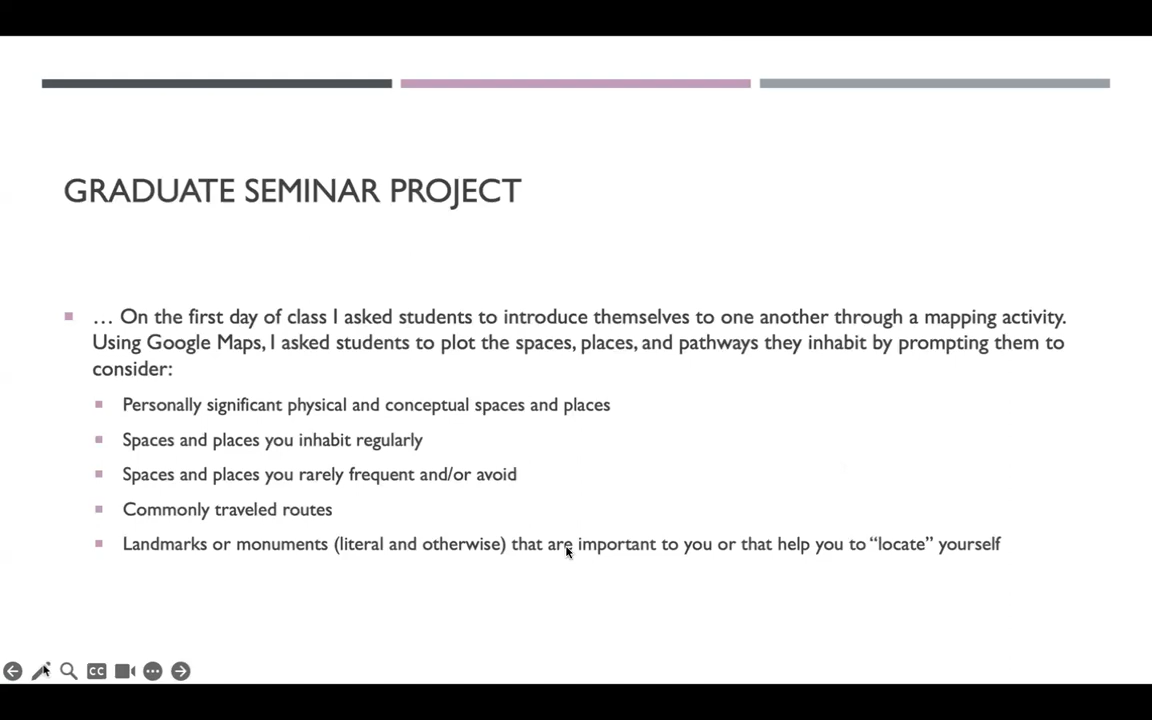 GRADUATE SEMINAR PROJECT
… On the first day of class I asked students to introduce themselves to one another through a mapping activity.
Using Google Maps, I asked students to plot the spaces, places, and pathways they inhabit by prompting them to
consider:
Personally significant physical and conceptual spaces and places
Spaces and places you inhabit regularly
Spaces and places you rarely frequent and/or avoid
Commonly traveled routes
Landmarks or monuments (literal and otherwise) that are important to you or that help you to “locate” yourself
CC